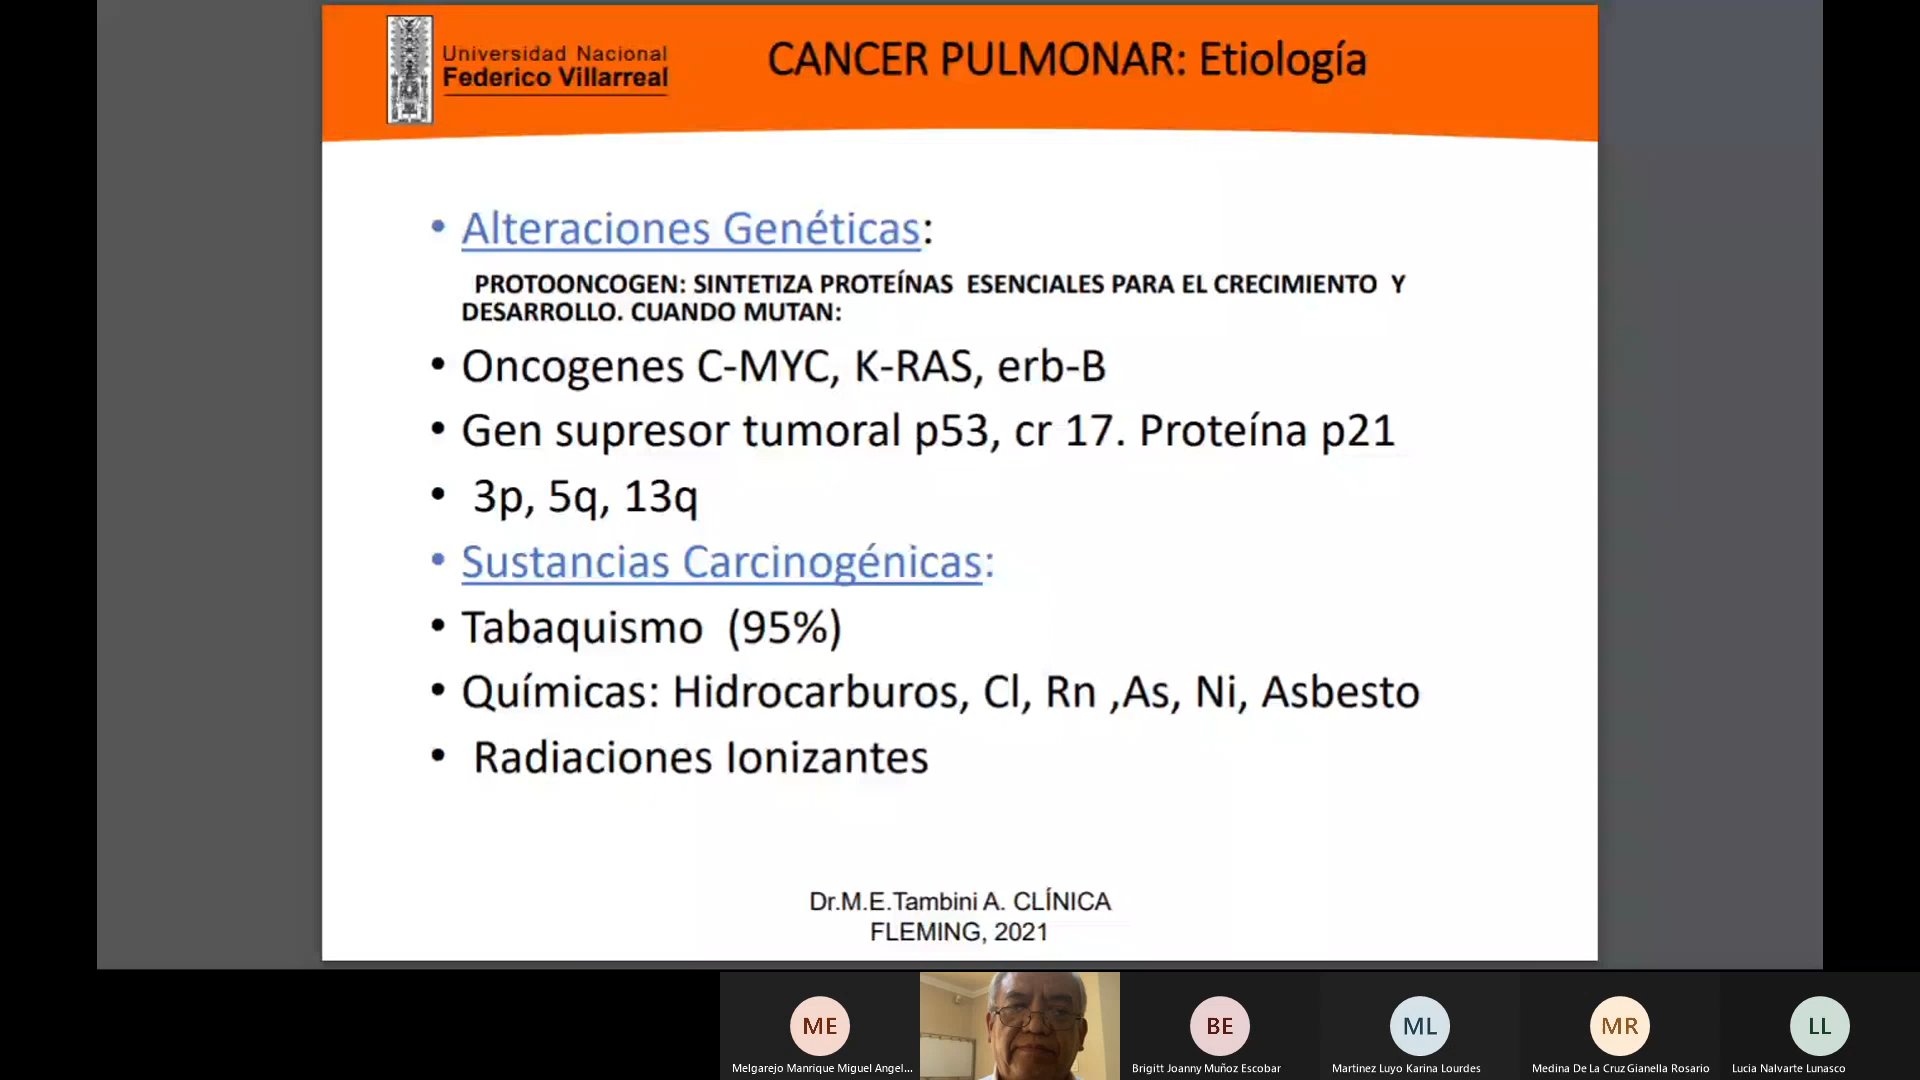 Universidad Nacional
Federico Villarreal
CANCER PULMONAR: Etiología
• Alteraciones Genéticas:
PROTOONCOGEN: SINTETIZA PROTEÍNAS ESENCIALES PARA EL CRECIMIENTO Y
DESARROLLO. CUANDO MUTAN:
• Oncogenes C-MYC, K-RAS, erb-B
• Gen supresor tumoral p53, cr 17. Proteína p21
• 3p, 5q, 13q
• Sustancias Carcinogénicas:
• Tabaquismo (95%)
• Químicas: Hidrocarburos, Cl, Rn ,As, Ni, Asbesto
• Radiaciones Ionizantes
Dr.M.E.Tambini A. CLÍNICA
FLEMING, 2021
ME
BE
ML
MR
LL
Melgarejo Manrique Miguel Angel...
Brigitt Joanny Muñoz Escobar
Martinez Luyo Karina Lourdes
Medina De La Cruz Gianella Rosario
Lucia Nalvarte Lunasco